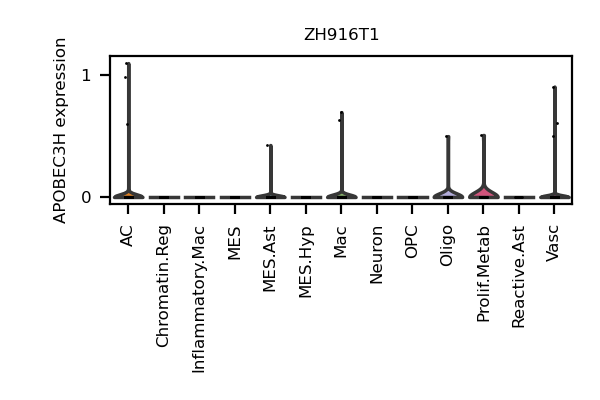 ZH916T1
APOBEC3H expression
1
0
AC
Chromatin.Reg
Inflammatory.Mac
MES
MES.Ast
MES.Hyp
Mac
Neuron
OPC
Oligo
Prolif.Metab
Reactive.Ast
Vasc